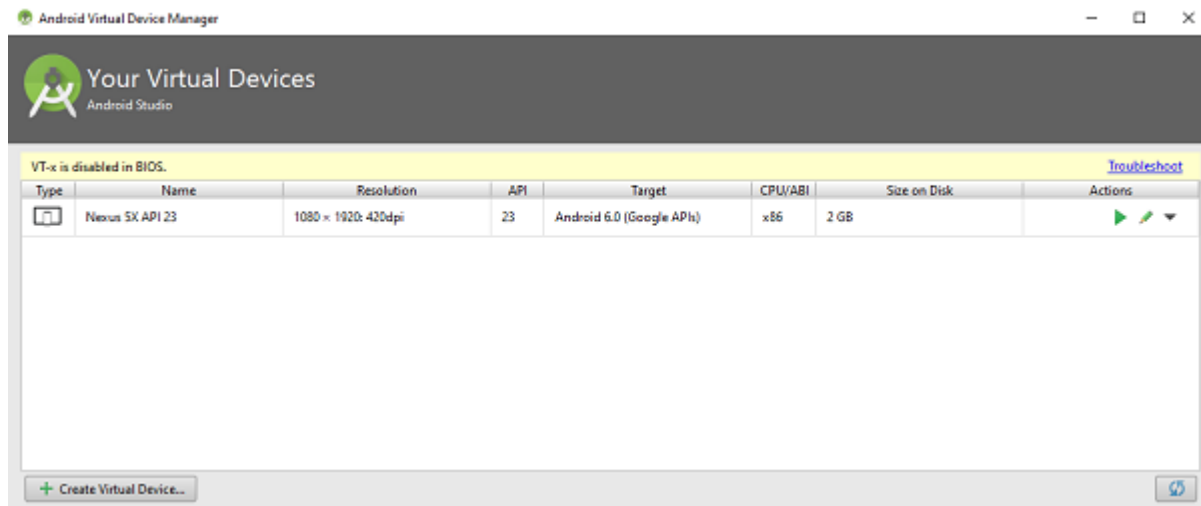 Android Virtual Device Manager
Your Virtual Devices
Android Studio
VT-x is disabled in BIOS. Troubleshoot
Type Name Resolution API Target CPU/ABI Size on Disk Actions
Nexus 5X API 23 1080 × 1920: 420dpi 23 Android 6.0 (Google APIs) x86 2 GB
+ Create Virtual Device...